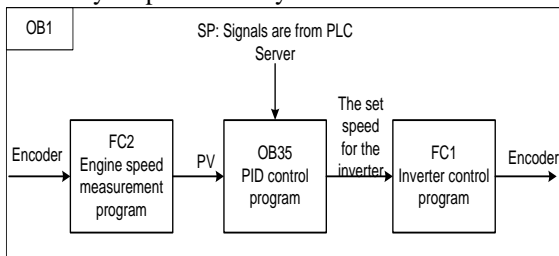 OB1
SP: Signals are from PLC
Server
Encoder
FC2
Engine speed
measurement
program
PV
OB35
PID control
program
The set
speed
for the
inverter
FC1
Inverter control
program
Encoder